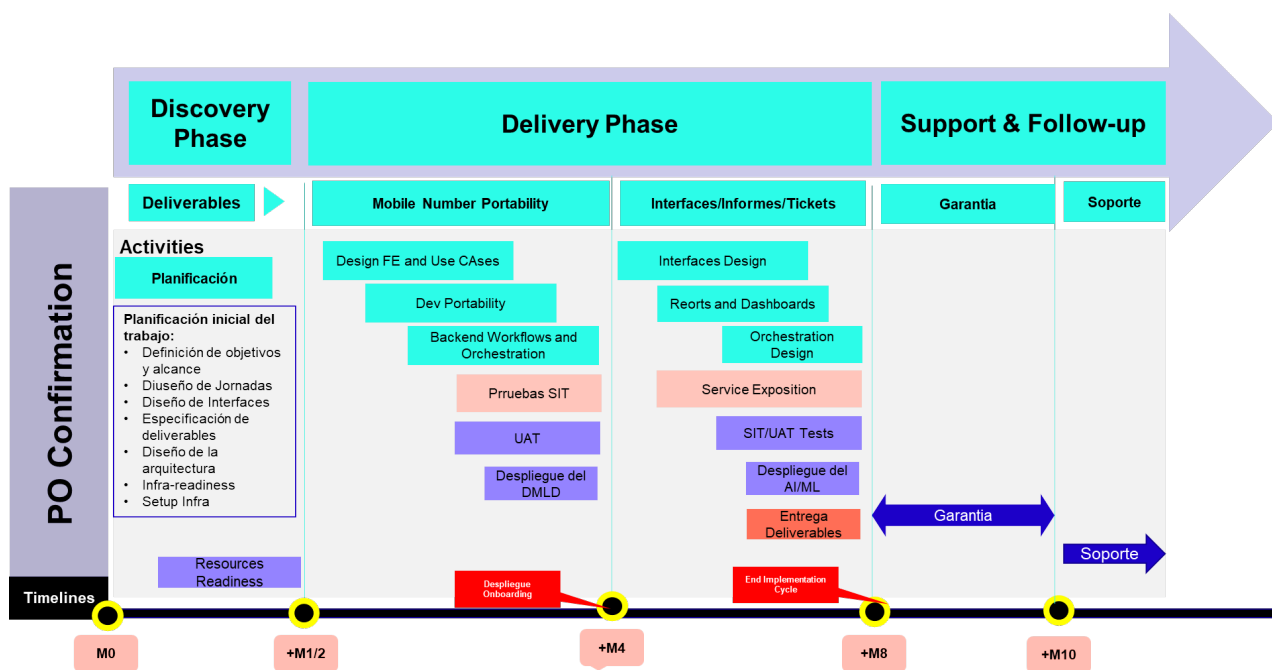 Discovery
Phase
Delivery Phase
Support & Follow-up
PO Confirmation
Deliverables
Mobile Number Portability
Interfaces/Informes/Tickets
Garantia
Soporte
Activities
Planificación
Planificación inicial del
trabajo:
• Definición de objetivos
y alcance
• Diuseño de Jornadas
• Diseño de Interfaces
• Especificación de
deliverables
• Diseño de la
arquitectura
• Infra-readiness
• Setup Infra
Resources
Readiness
Design FE and Use CAses
Dev Portability
Backend Workflows and
Orchestration
Prruebas SIT
UAT
Despliegue del
DMLD
Despliegue
Onboarding
Interfaces Design
Reorts and Dashboards
Orchestration
Design
Service Exposition
SIT/UAT Tests
Despliegue del
AI/ML
Entrega
Deliverables
End Implementation
Cycle
Garantia
Soporte
Timelines
M0
+M1/2
+M4
+M8
+M10